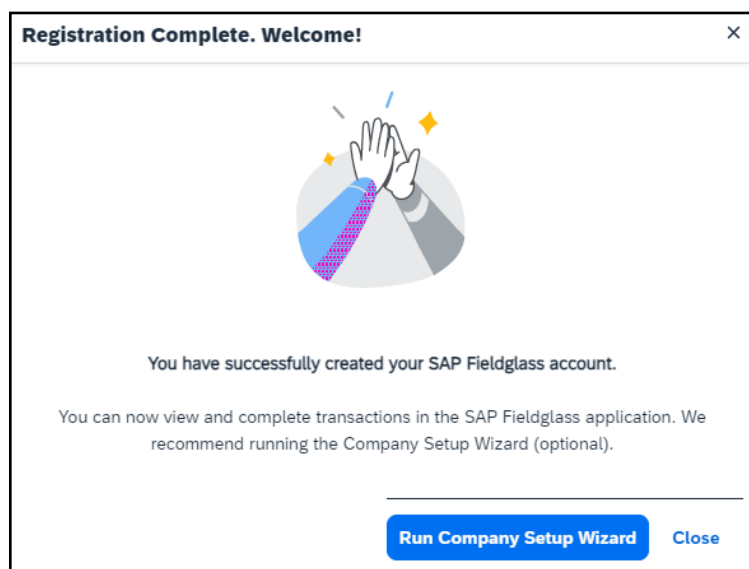 Registration Complete. Welcome!
You have successfully created your SAP Fieldglass account.
You can now view and complete transactions in the SAP Fieldglass application. We
recommend running the Company Setup Wizard (optional).
Run Company Setup Wizard Close